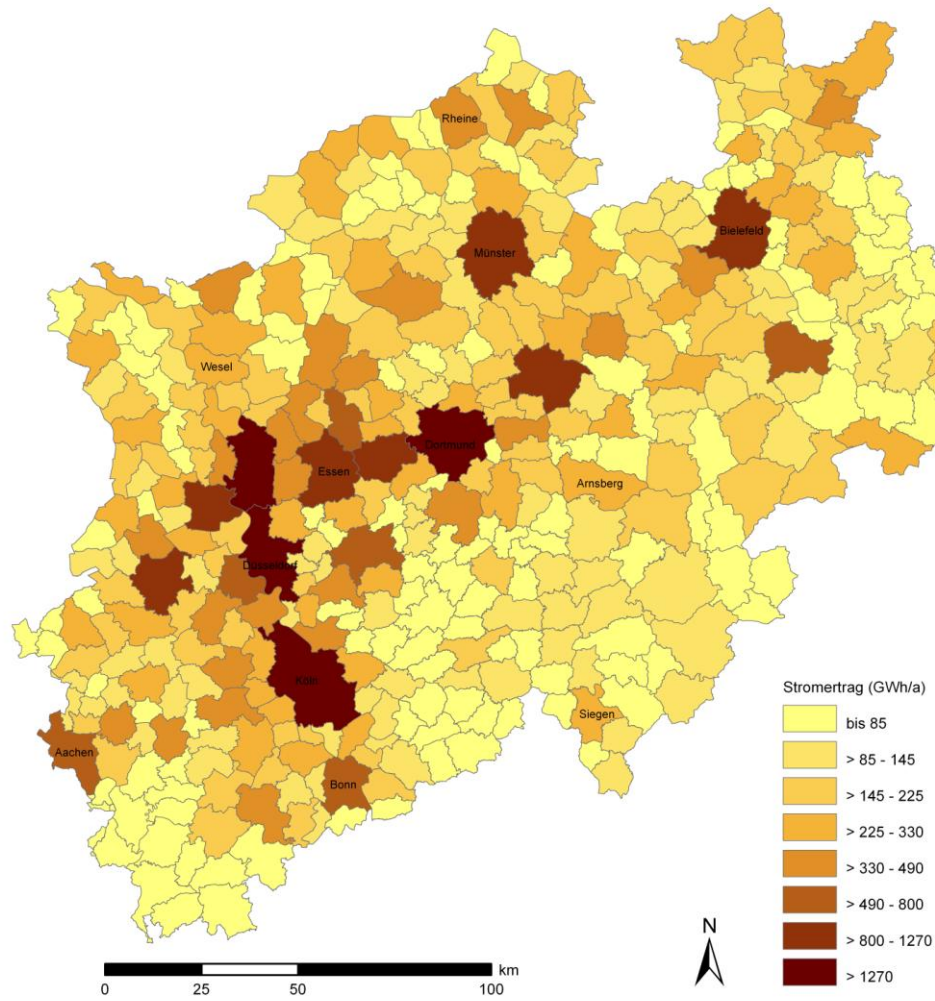 Rheine
Bielefeld
Münster
Wesel
Dortmund
Essen
Arnsberg
Düsseldorf
Köln
Siegen
Aachen
Bonn
Stromertrag (GWh/a)
bis 85
> 85 - 145
> 145 - 225
> 225 - 330
> 330 - 490
> 490 - 800
> 800 - 1270
> 1270
N
km
0 25 50 100